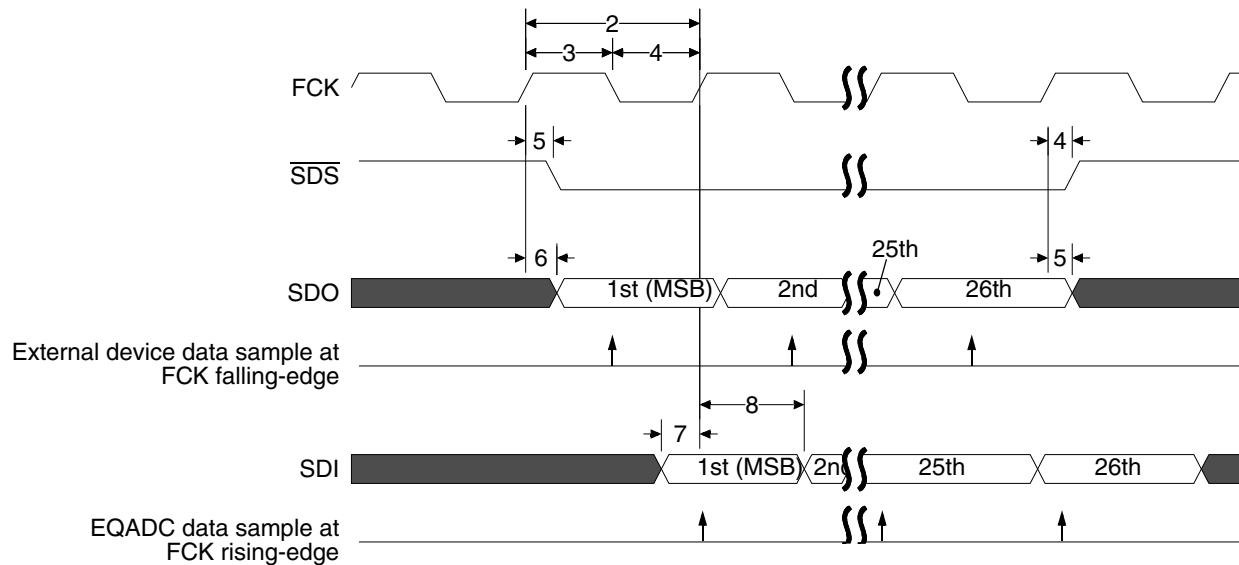 2
3 4
FCK
5 4
SDS
25th
6 5
SDO 1st (MSB) 2nd 26th
External device data sample at
FCK falling-edge
8
7
SDI 1st (MSB) 2nd 25th 26th
EQADC data sample at
FCK rising-edge